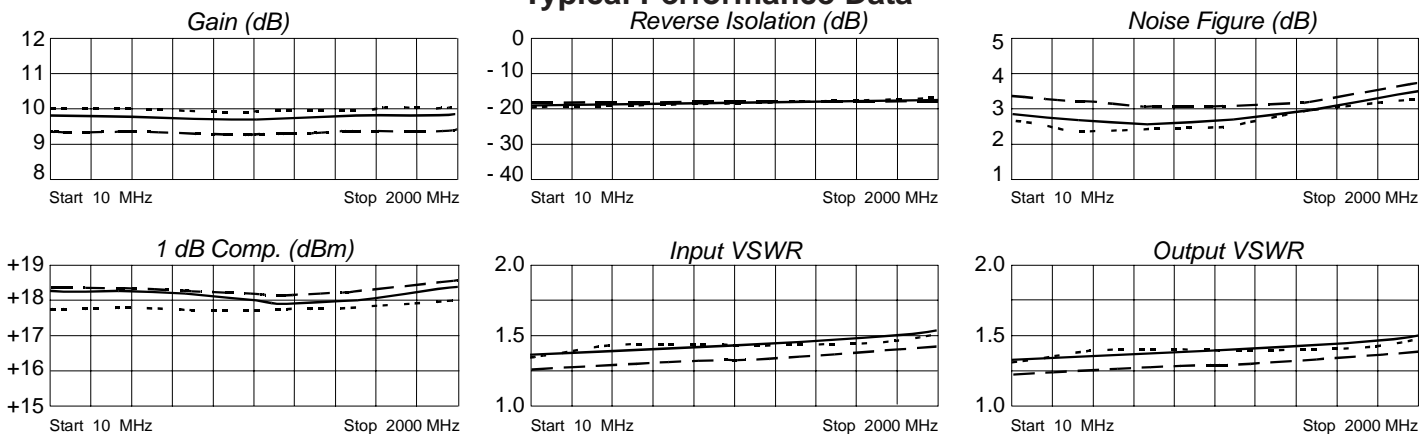 Typical Performance Data
Gain (dB)
12
11
10
9
8
Start 10 MHz
Stop 2000 MHz
Reverse Isolation (dB)
0
- 10
- 20
- 30
- 40
Start 10 MHz
Stop 2000 MHz
Noise Figure (dB)
5
4
3
2
1
Start 10 MHz
Stop 2000 MHz
1 dB Comp. (dBm)
+19
+18
+17
+16
+15
Start 10 MHz
Stop 2000 MHz
Input VSWR
2.0
1.5
1.0
Start 10 MHz
Stop 2000 MHz
Output VSWR
2.0
1.5
1.0
Start 10 MHz
Stop 2000 MHz